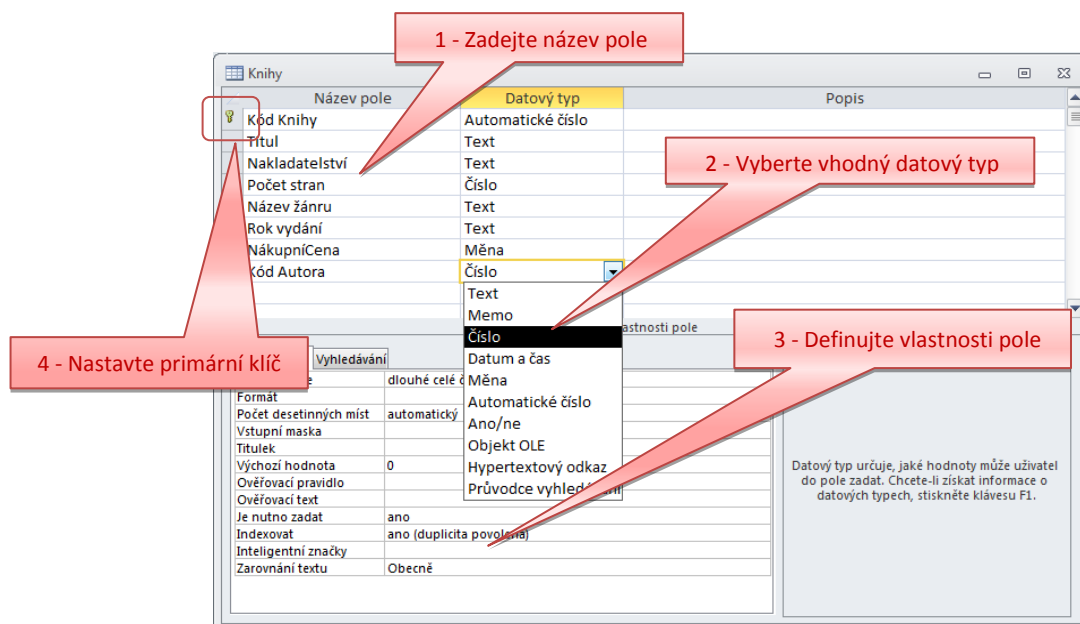 1 - Zadejte název pole
Knihy
Název pole Datový typ Popis
Kód Knihy Automatické číslo
Titul Text
Nakladatelství Text
2 - Vyberte vhodný datový typ
Počet stran Číslo
Název žánru Text
Rok vydání Text
NákupníCena Měna
Kód Autora Číslo
Text
Memo
Číslo
Datum a čas
Měna
Automatické číslo
Ano/ne
Objekt OLE
Hypertextový odkaz
Průvodce
pole
3 - Definujte vlastnosti pole
4 - Nastavte primární klíč
Vyhledávání
dlouhé celé
Formát
Počet desetinných míst automatický
Vstupní maska
Titulek
Výchozí hodnota 0
Ověřovací pravidlo
Ověřovací text
Je nutno zadat ano
Indexovat ano (duplicita povolena)
Inteligentní značky
Zarovnání textu Obecně
Datový typ určuje, jaké hodnoty může uživatel
do pole zadat. Chcete-li získat informace o
datových typech, stiskněte klávesu F1.